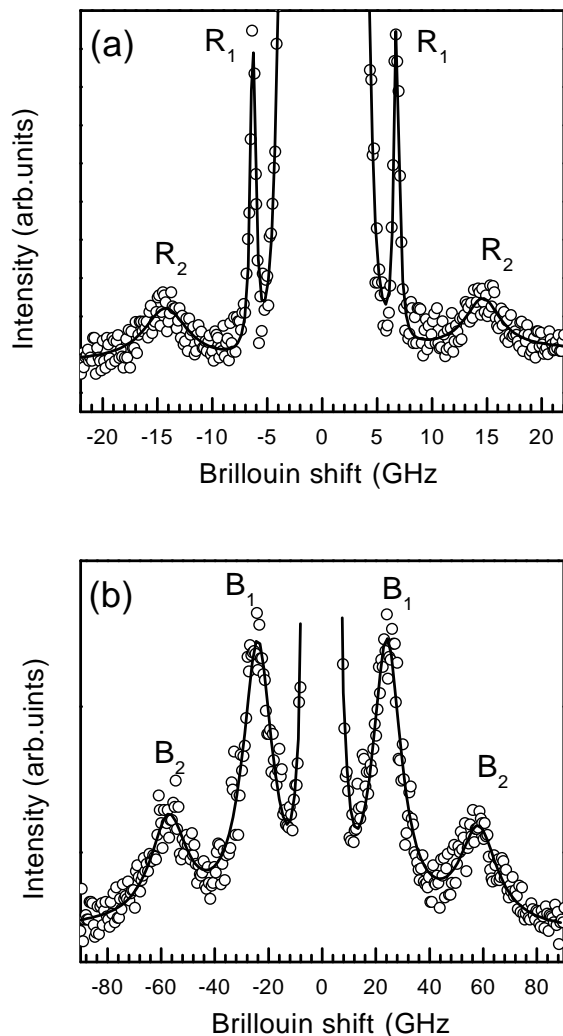 (a)
R1
R1
R2
R2
Intensity (arb.units)
-20 -15 -10 -5 0 5 10 15 20
Brillouin shift (GHz
(b)
B1
B1
B2
B2
Intensity (arb.uints)
-80 -60 -40 -20 0 20 40 60 80
Brillouin shift (GHz